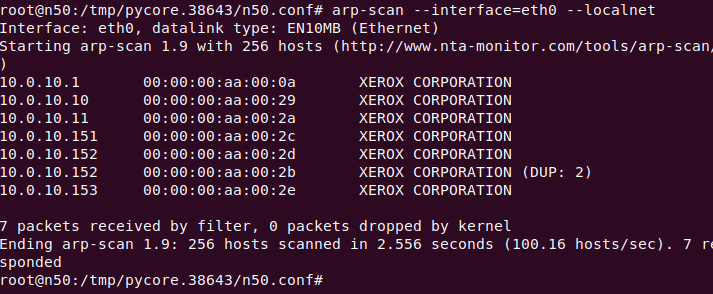 root@n50:/tmp/pycore.38643/n50.conf# arp-scan --interface=eth0 --localnet
Interface: eth0, datalink type: EN10MB (Ethernet)
Starting arp-scan 1.9 with 256 hosts (http://www.nta-monitor.com/tools/arp-scan/
)
10.0.10.1       00:00:00:aa:00:0a       XEROX CORPORATION
10.0.10.10      00:00:00:aa:00:29       XEROX CORPORATION
10.0.10.11      00:00:00:aa:00:2a       XEROX CORPORATION
10.0.10.151     00:00:00:aa:00:2c       XEROX CORPORATION
10.0.10.152     00:00:00:aa:00:2d       XEROX CORPORATION
10.0.10.152     00:00:00:aa:00:2b       XEROX CORPORATION (DUP: 2)
10.0.10.153     00:00:00:aa:00:2e       XEROX CORPORATION
7 packets received by filter, 0 packets dropped by kernel
Ending arp-scan 1.9: 256 hosts scanned in 2.556 seconds (100.16 hosts/sec). 7 re
sponded
root@n50:/tmp/pycore.38643/n50.conf#